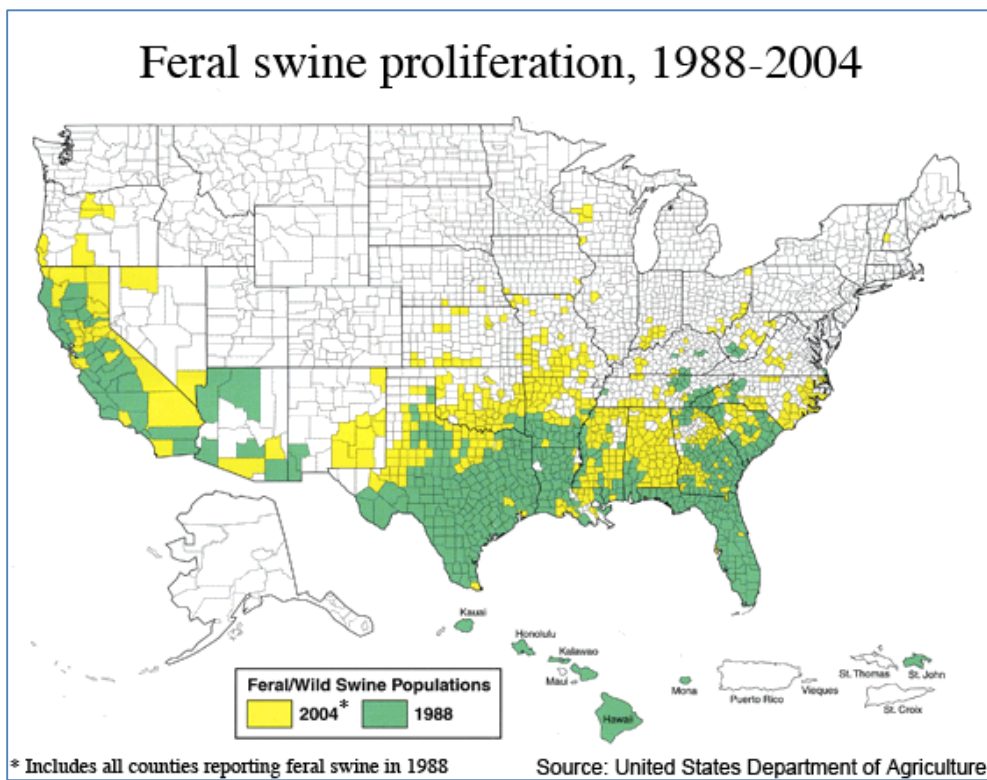 Feral swine proliferation, 1988-2004
Kauai
Honolulu
Kalawao
Maui
Hawaii
Mona
Puerto Rico
Vieques
St. Thomas
St. John
St. Croix
Feral/Wild Swine Populations
2004* 1988
* Includes all counties reporting feral swine in 1988 Source: United States Department of Agriculture